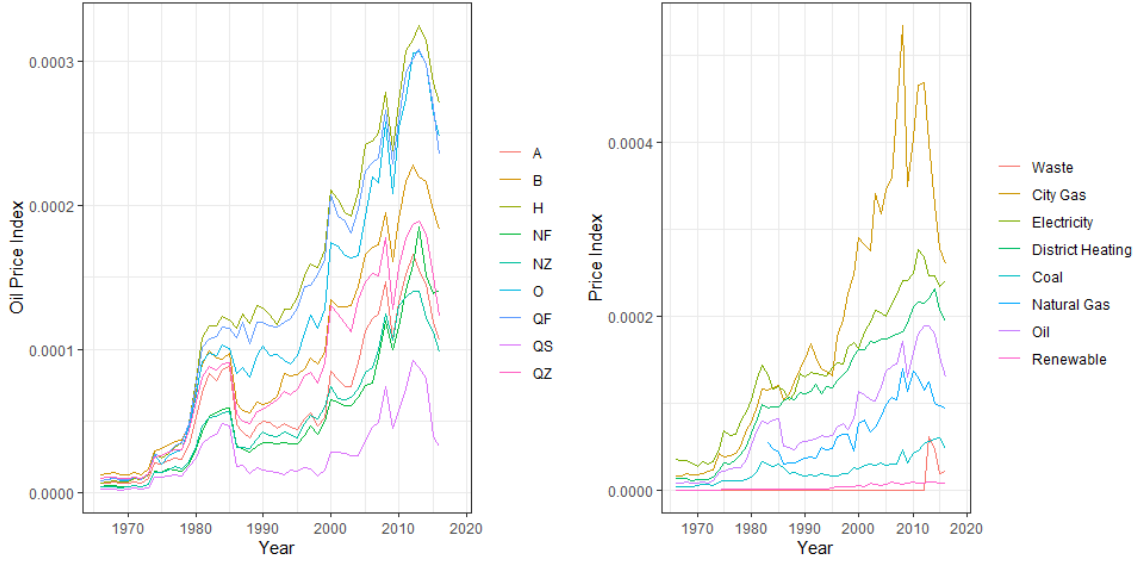 Oil Price Index
0.0003
0.0002
0.0001
0.0000
1970 1980 1990 2000 2010 2020
Year
A
B
H
NF
NZ
O
QF
QS
QZ
Price Index
0.0004
0.0002
0.0000
1970 1980 1990 2000 2010 2020
Year
Waste
City Gas
Electricity
District Heating
Coal
Natural Gas
Oil
Renewable